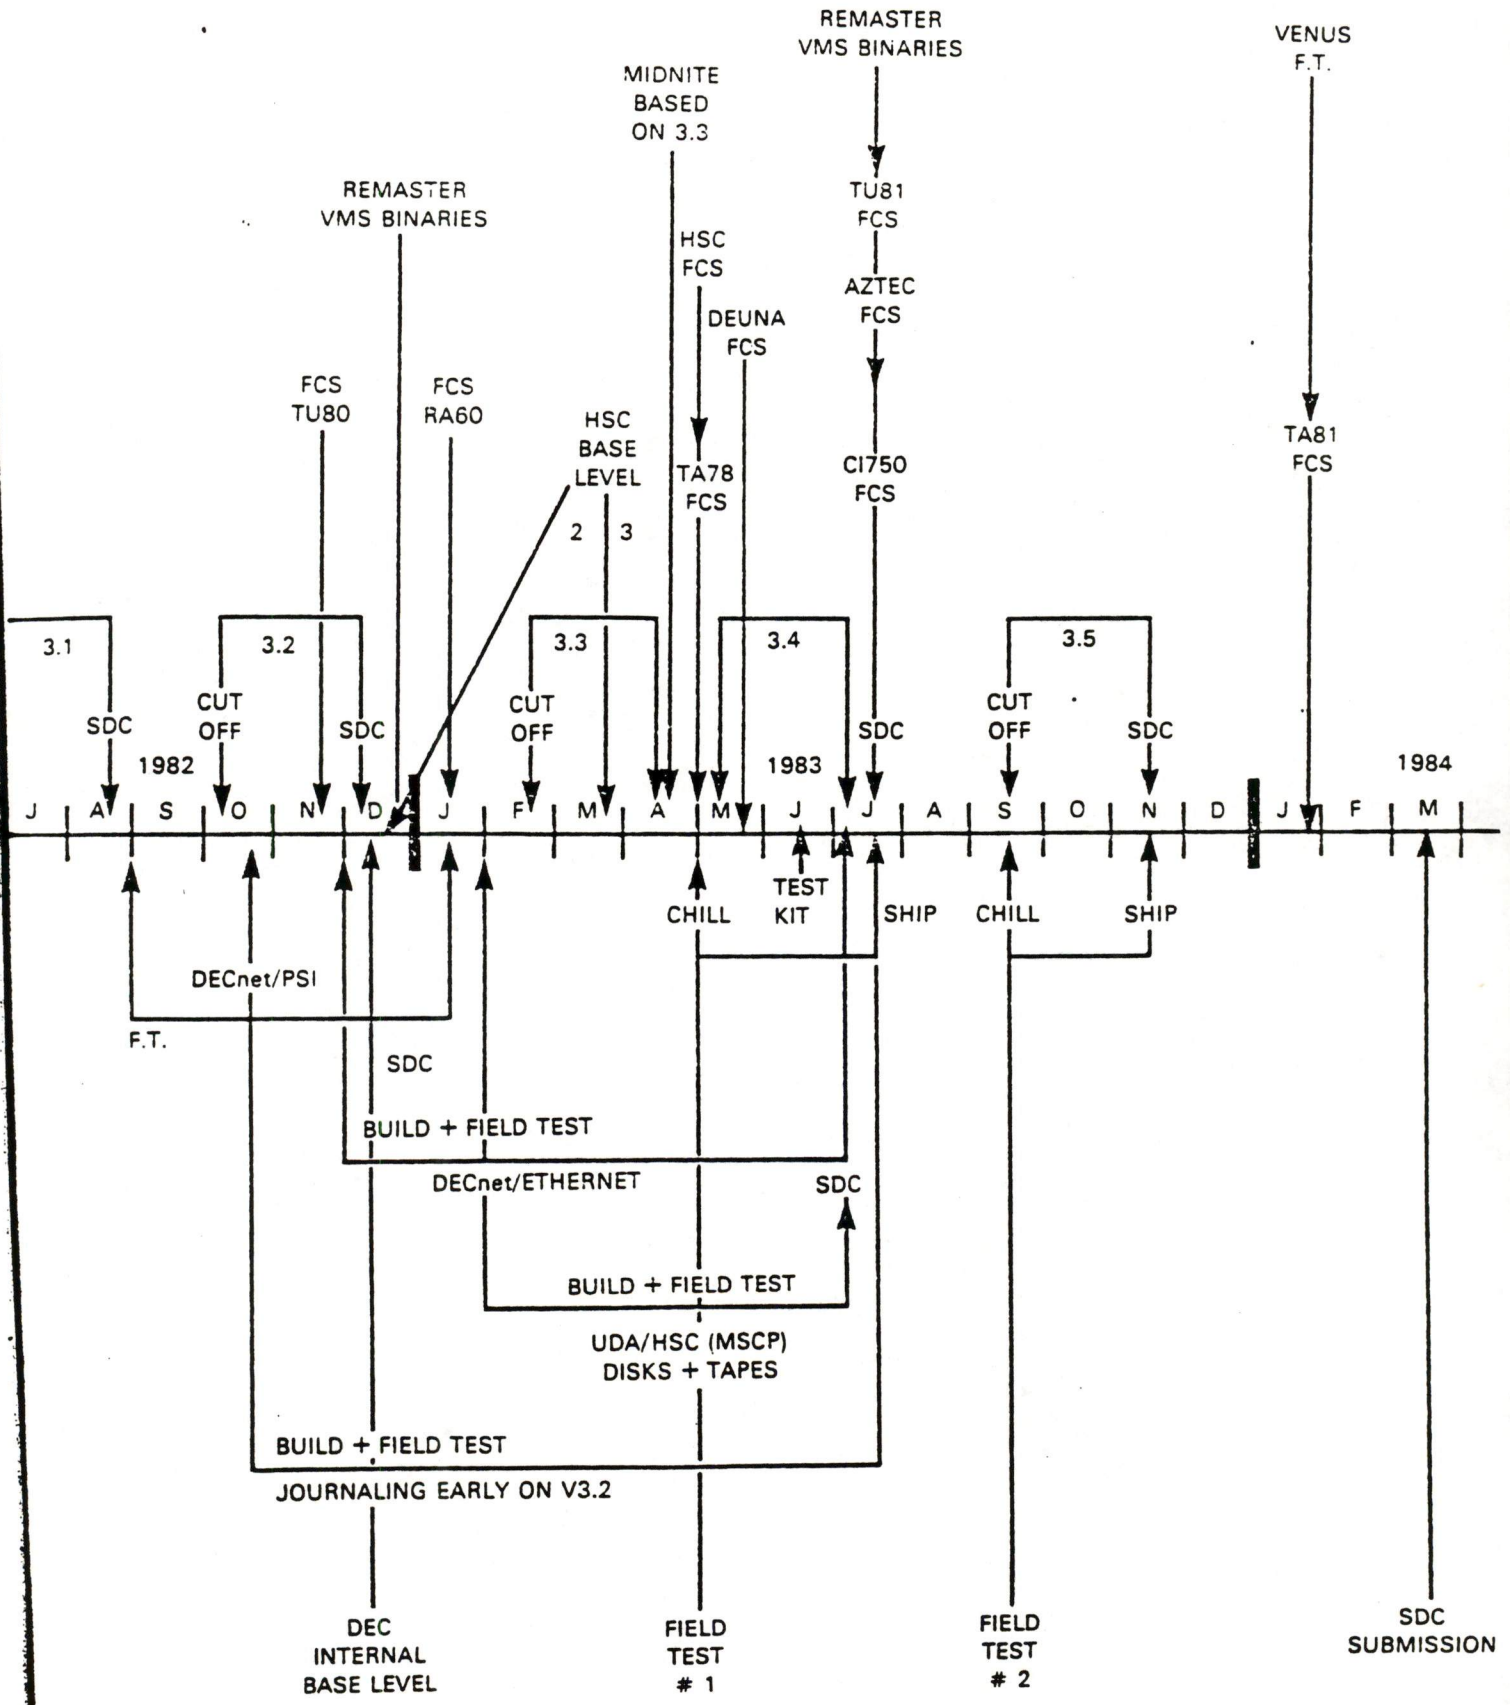 REMASTER
VMS BINARIES
VENUS
F.T.
MIDNITE
BASED
ON 3.3
REMASTER
VMS BINARIES
TU81
FCS
HSC
FCS
AZTEC
FCS
DEUNA
FCS
FCS
TU80
FCS
RA60
HSC
BASE
LEVEL
2 3
TA78
FCS
CI750
FCS
TA81
FCS
3.1
3.2
3.3
3.4
3.5
SDC
CUT
OFF
SDC
CUT
OFF
SDC
CUT
OFF
SDC
1982
1983
1984
J A S O N D J F M A M J J A S O N D J F M
TEST
KIT
CHILL
SHIP
CHILL
SHIP
DECnet/PSI
F.T.
SDC
BUILD + FIELD TEST
DECnet/ETHERNET
SDC
BUILD + FIELD TEST
UDA/HSC (MSCP)
DISKS + TAPES
BUILD + FIELD TEST
JOURNALING EARLY ON V3.2
DEC
INTERNAL
BASE LEVEL
FIELD
TEST
# 1
FIELD
TEST
# 2
SDC
SUBMISSION